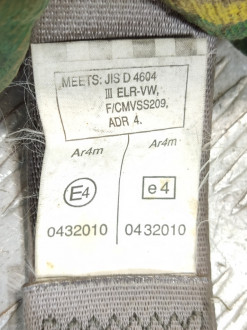 MEETS: JIS D 4604
III ELR-VW,
F/CMVSS209,
ADR 4.
Ar4m Ar4m
E4 e4
0432010 0432010